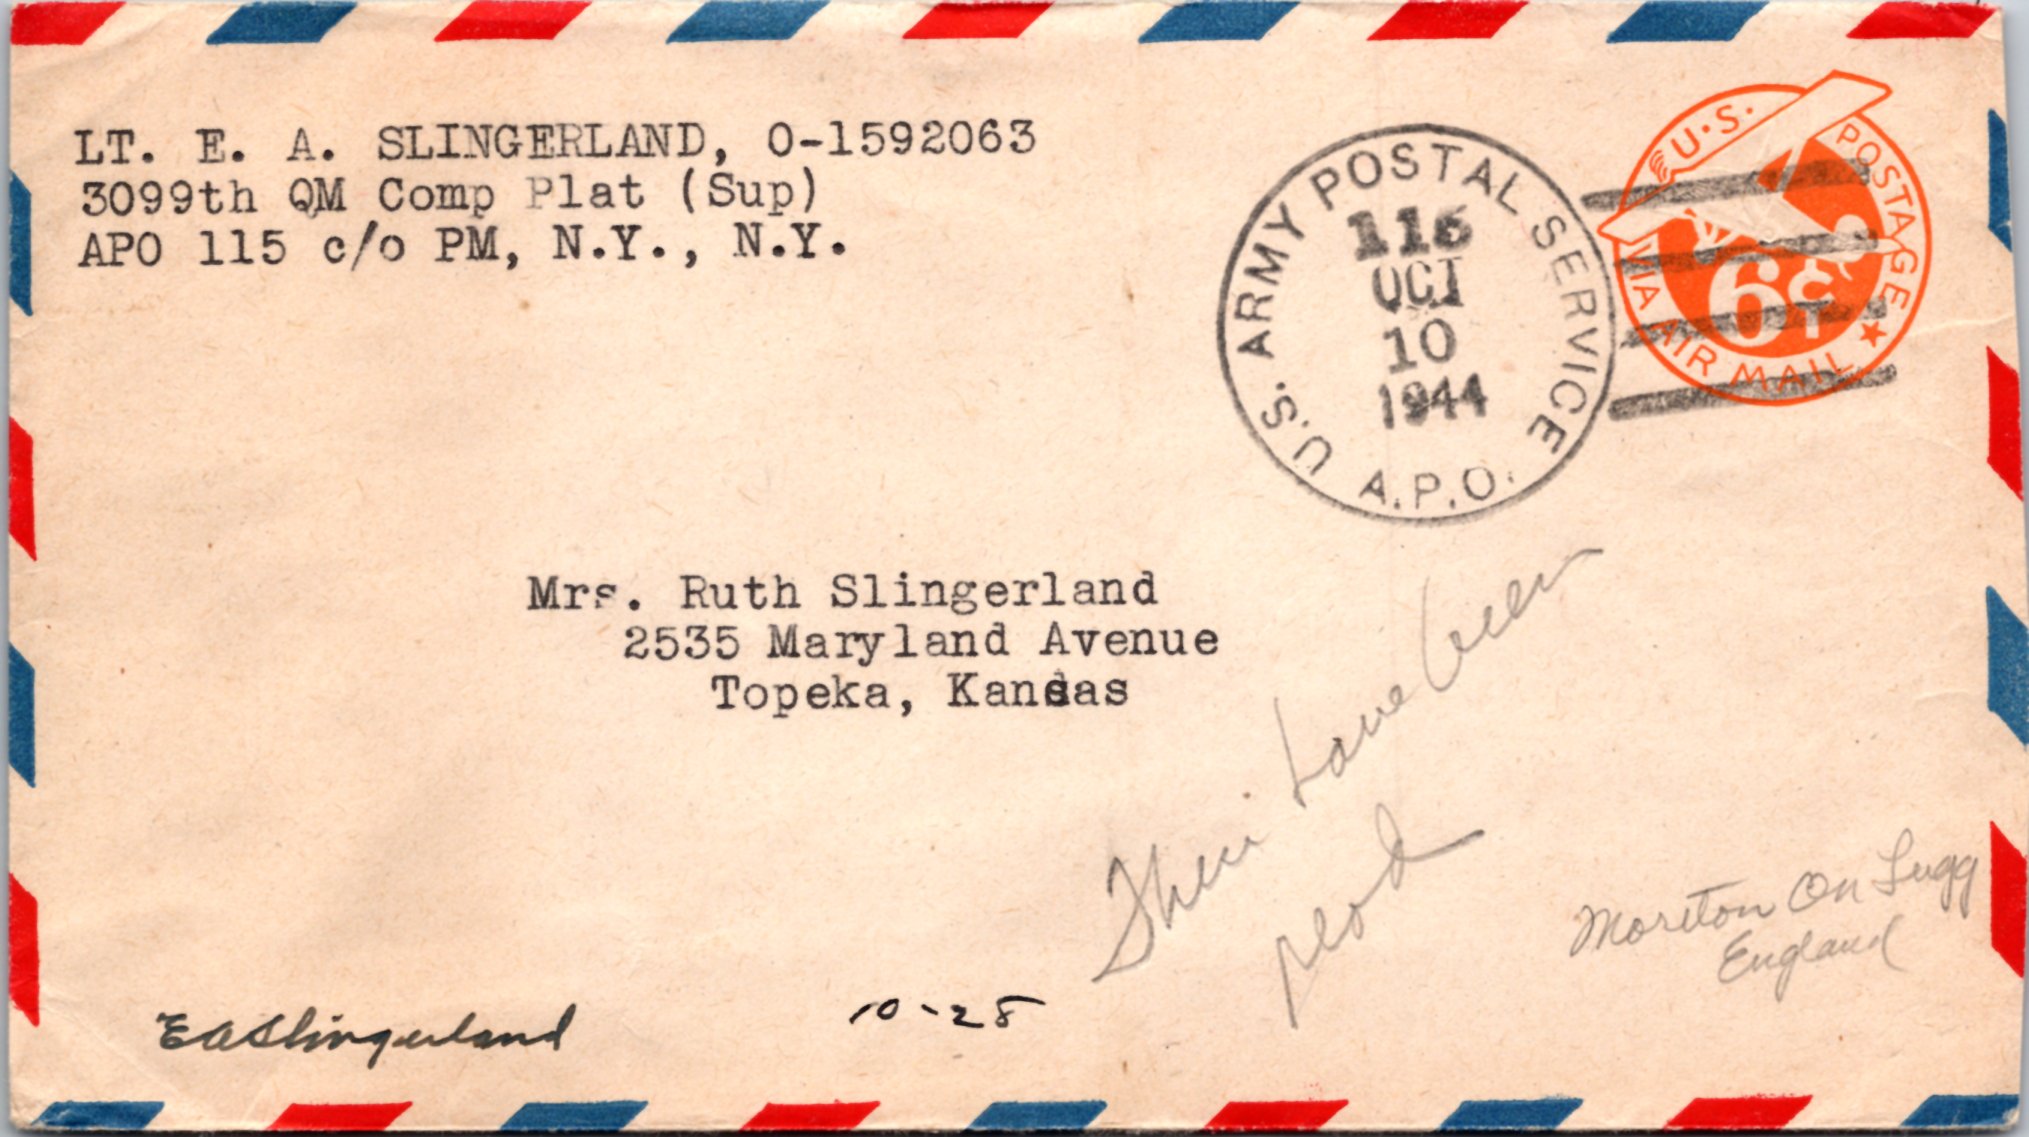 LT. E. A. SLINGERLAND, O-1592063
3099th QM Comp Plat (Sup)
APO 115 c/o PM, N.Y., N.Y.
U.S. ARMY POSTAL SERVICE
115
OCT
10
1944
A.P.O.
U.S. POSTAGE
6¢
VIA AIR MAIL
Mrs. Ruth Slingerland
2535 Maryland Avenue
Topeka, Kansas
Moreton On Lugg
England
EASlingerland
10-28